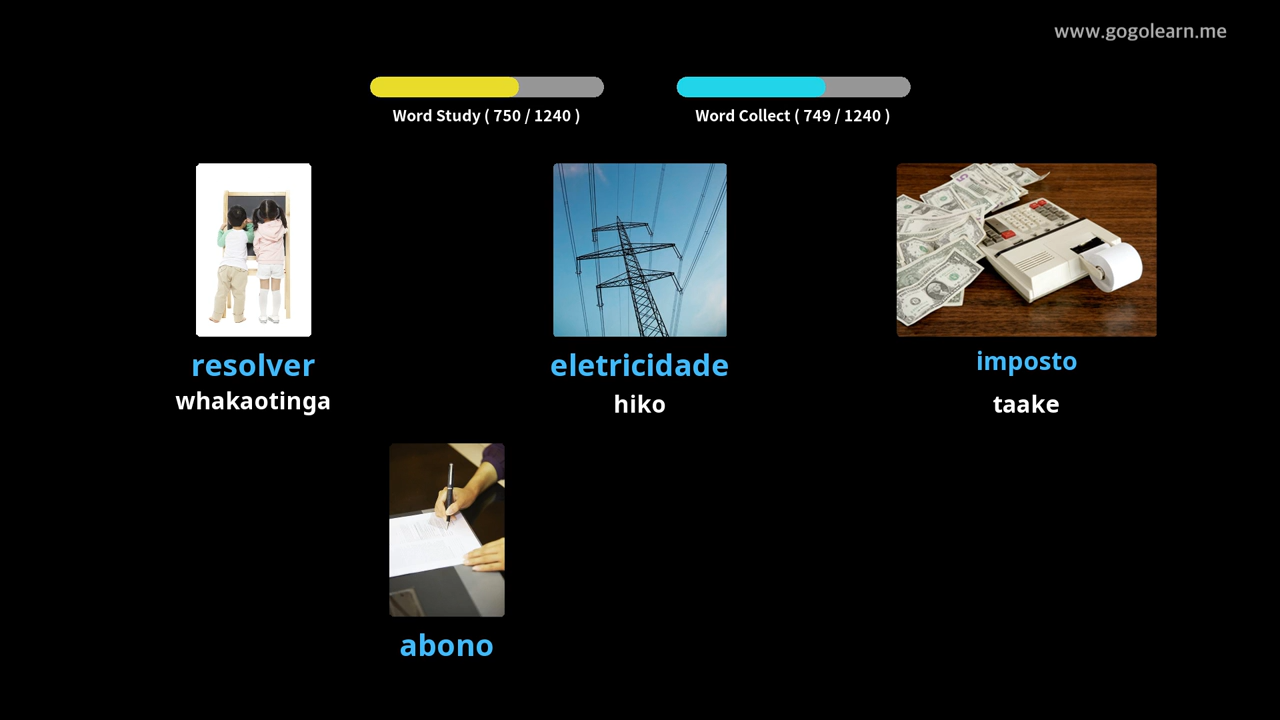 www.gogolearn.me
Word Study ( 750 / 1240 )
Word Collect ( 749 / 1240 )
resolver
whakaotinga
eletricidade
hiko
imposto
taake
abono